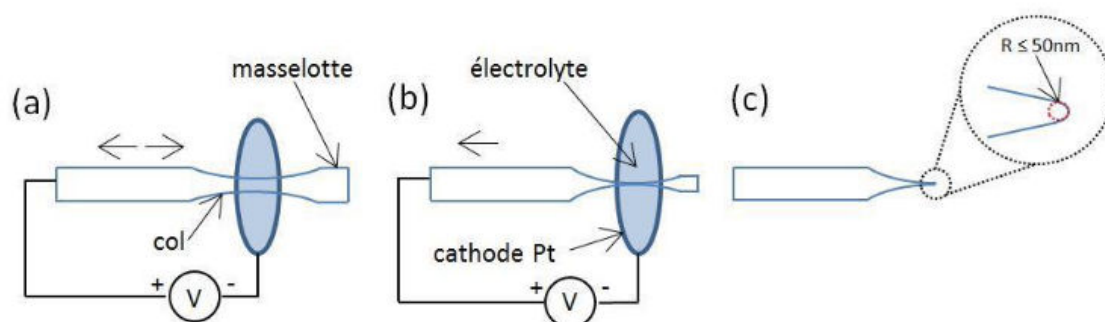 (a)
masselotte
col
+ V -
(b)
électrolyte
cathode Pt
+ V -
(c)
R ≤ 50nm